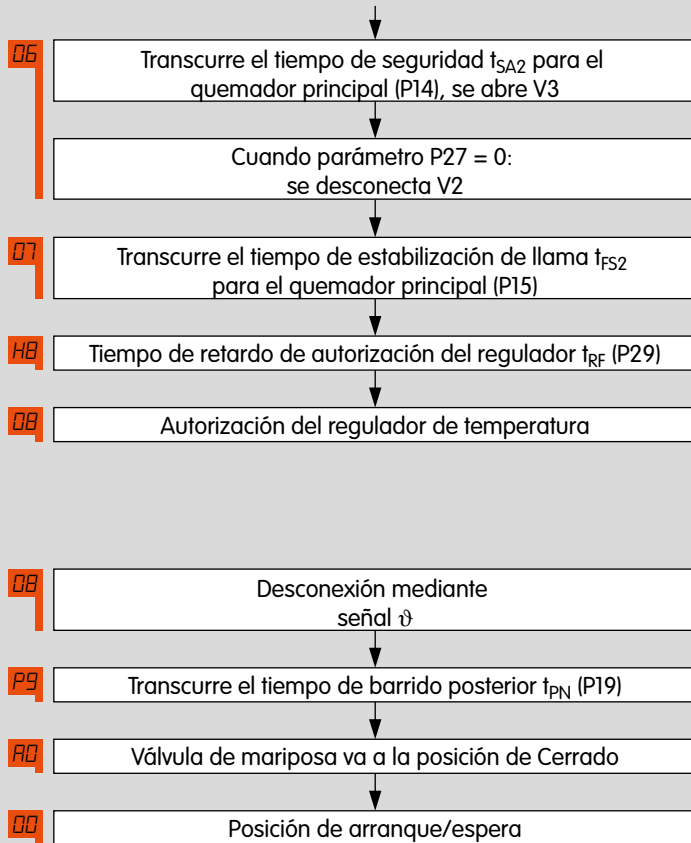 06
Transcurre el tiempo de seguridad tSA2 para el
quemador principal (P14), se abre V3
Cuando parámetro P27 = 0:
se desconecta V2
07
Transcurre el tiempo de estabilización de llama tFS2
para el quemador principal (P15)
H8
Tiempo de retardo de autorización del regulador tRF (P29)
08
Autorización del regulador de temperatura
08
Desconexión mediante
señal ϑ
P9
Transcurre el tiempo de barrido posterior tPN (P19)
A0
Válvula de mariposa va a la posición de Cerrado
00
Posición de arranque/espera